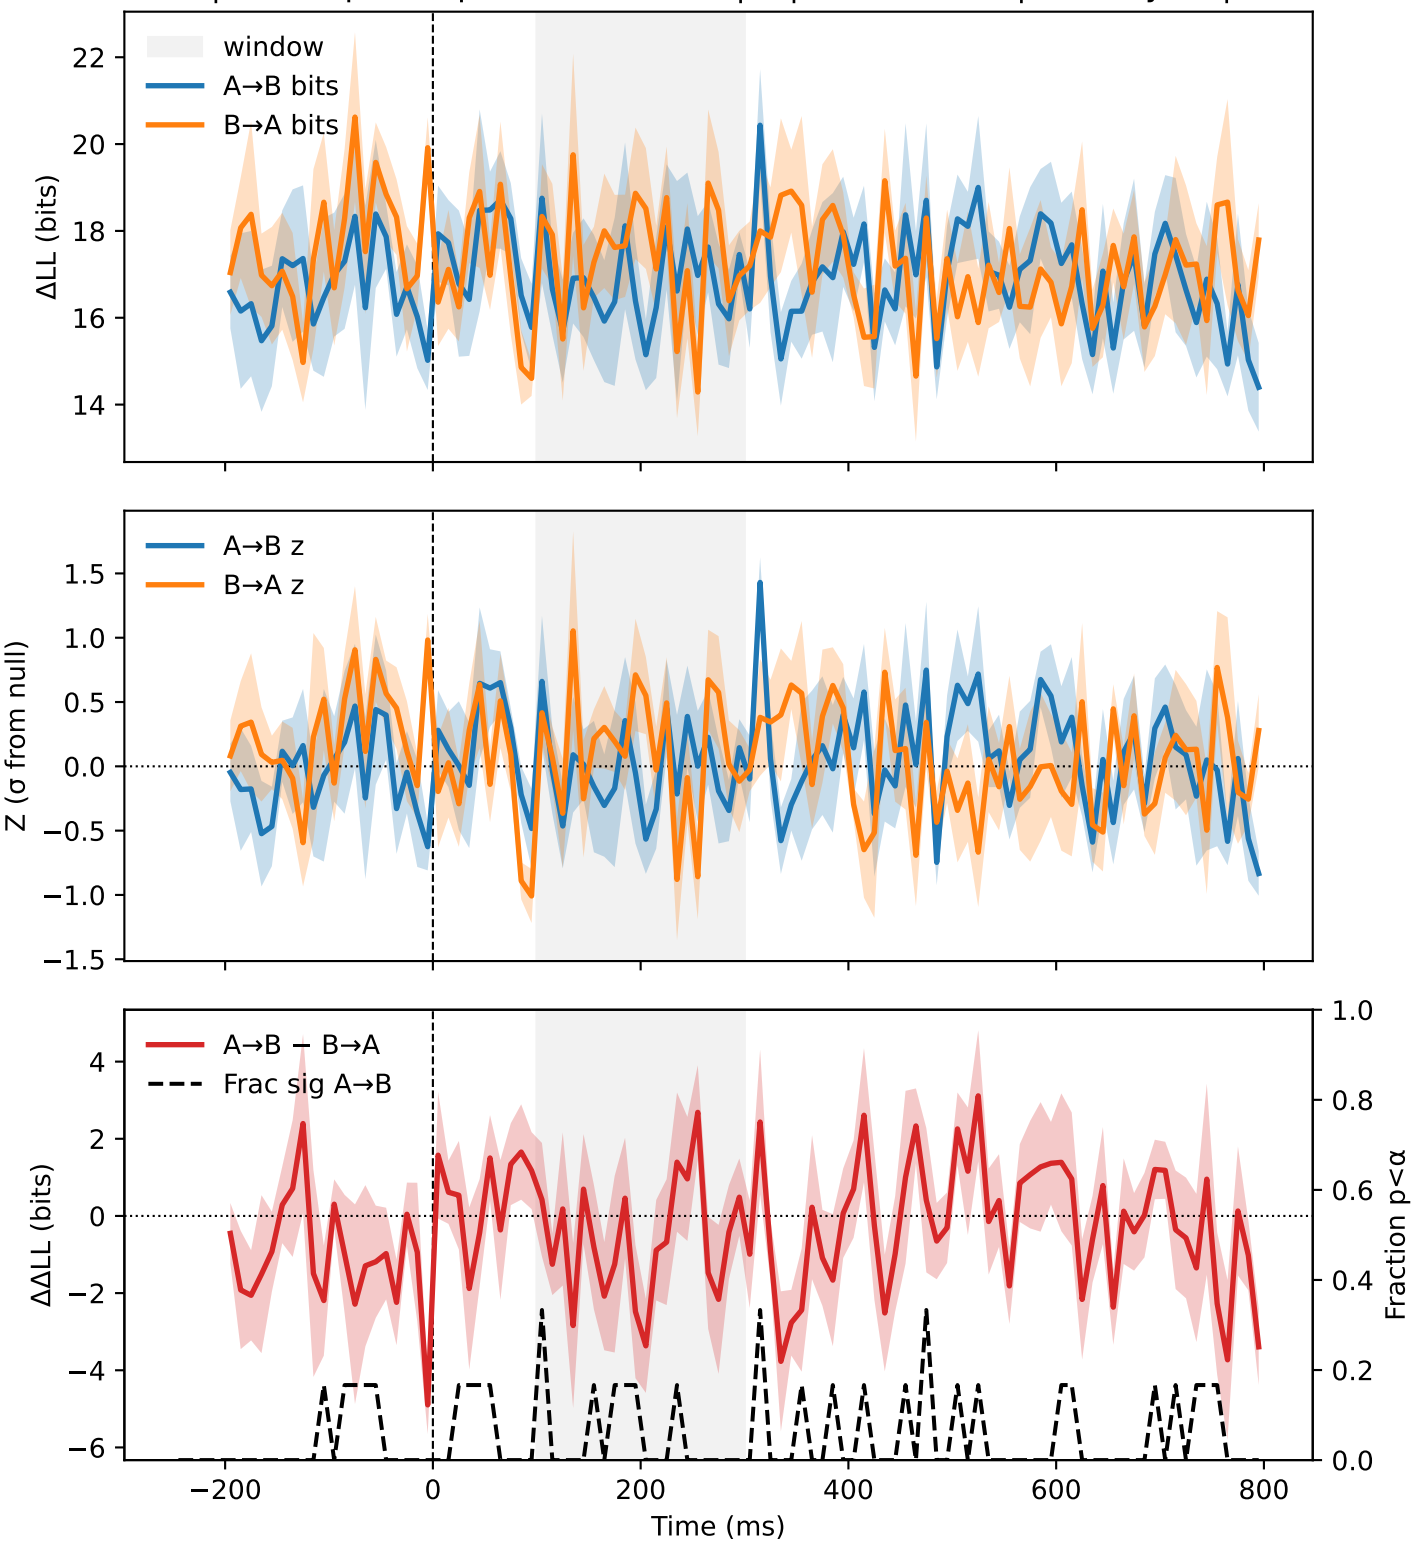 window
A→B bits
B→A bits
22
20
18
16
14
ΔLL (bits)
A→B z
B→A z
1.5
1.0
0.5
0.0
−0.5
−1.0
−1.5
Z (σ from null)
A→B − B→A
Frac sig A→B
4
2
0
−2
−4
−6
ΔΔLL (bits)
1.0
0.8
0.6
0.4
0.2
0.0
Fraction p<α
−200
0
200
400
600
800
Time (ms)